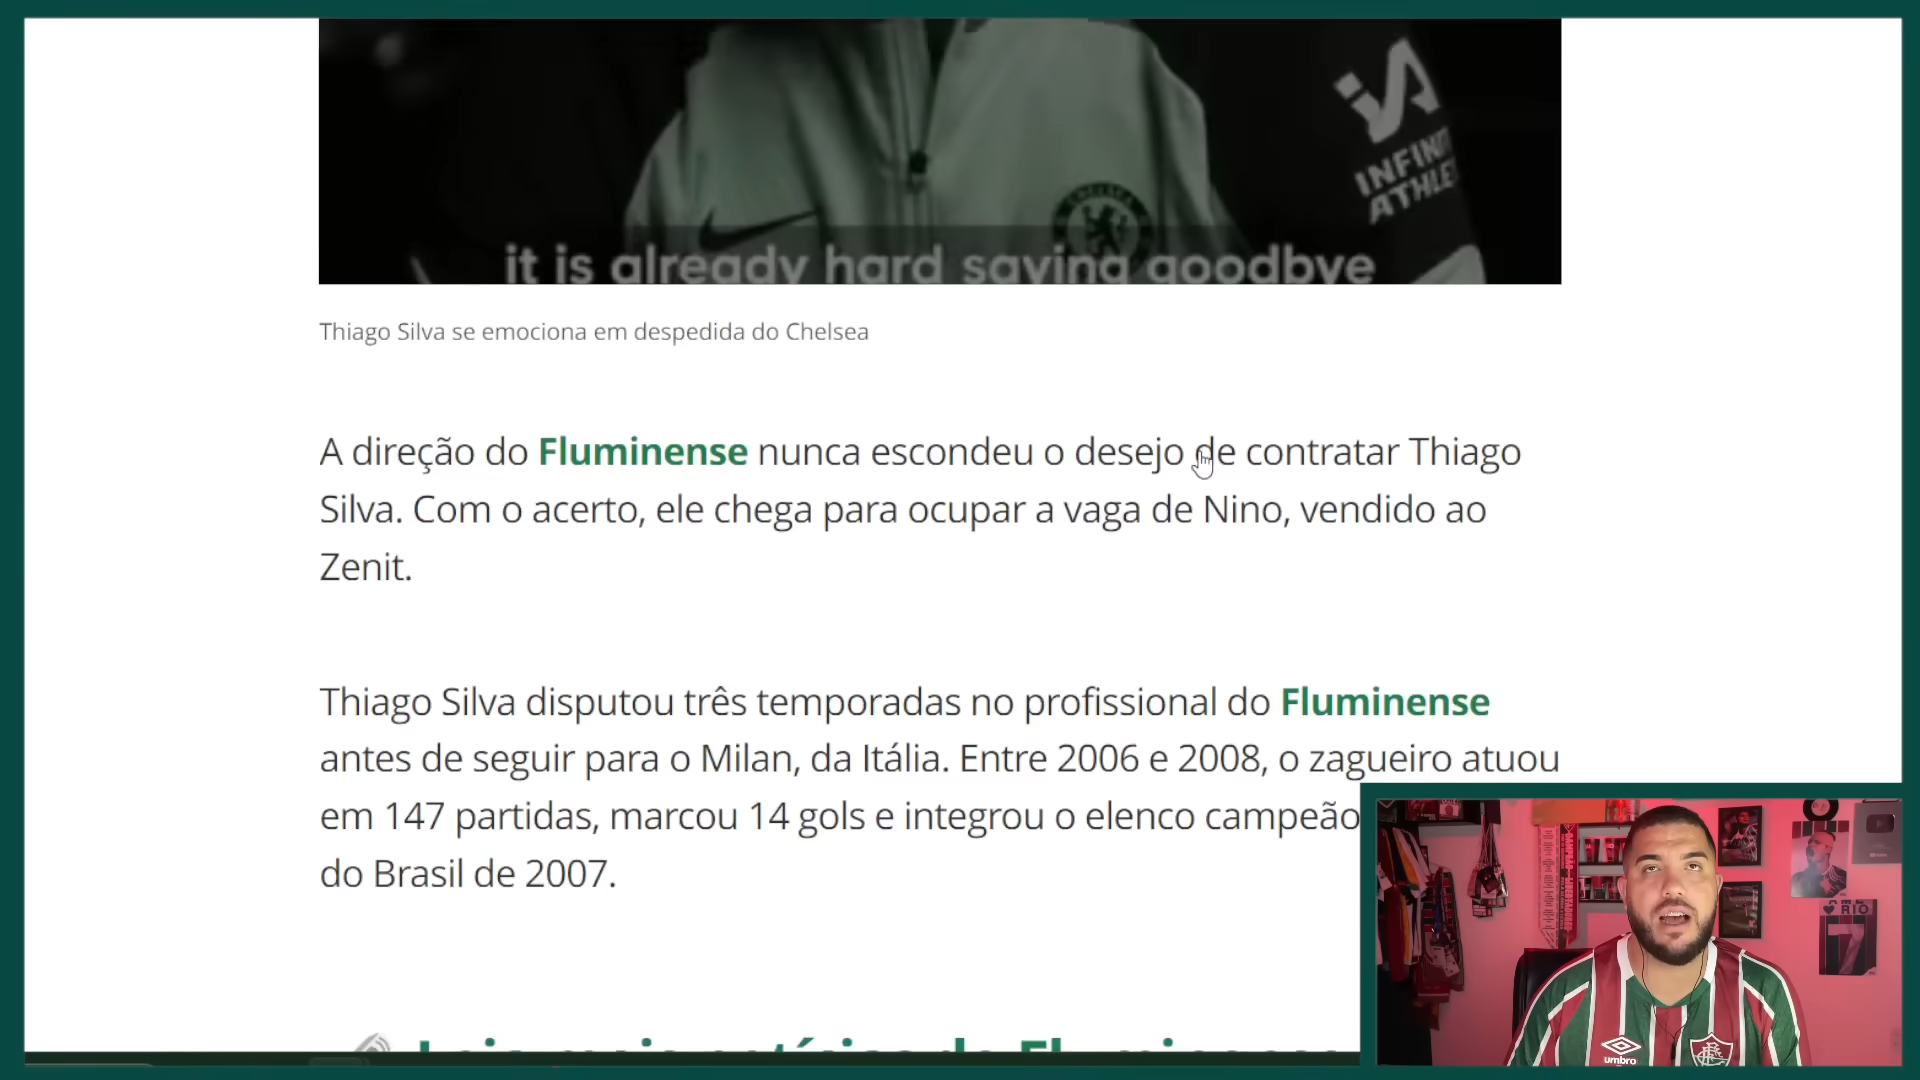 INFINI
ATHLE
it is already hard saying goodbye
Thiago Silva se emociona em despedida do Chelsea
A direção do Fluminense nunca escondeu o desejo de contratar Thiago
Silva. Com o acerto, ele chega para ocupar a vaga de Nino, vendido ao
Zenit.
Thiago Silva disputou três temporadas no profissional do Fluminense
antes de seguir para o Milan, da Itália. Entre 2006 e 2008, o zagueiro atuou
em 147 partidas, marcou 14 gols e integrou o elenco campeão
do Brasil de 2007.
RIO
7
umbro